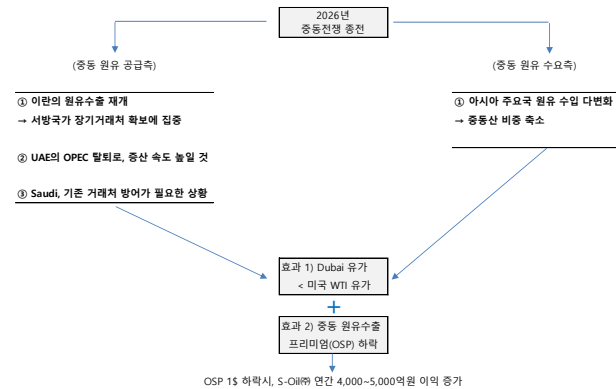 2026년
중동전쟁 종전
(중동 원유 공급측)
① 이란의 원유수출 재개
→ 서방국가 장기거래처 확보에 집중
② UAE의 OPEC 탈퇴로, 증산 속도 높일 것
③ Saudi, 기존 거래처 방어가 필요한 상황
(중동 원유 수요측)
① 아시아 주요국 원유 수입 다변화
→ 중동산 비중 축소
효과 1) Dubai 유가
< 미국 WTI 유가
+
효과 2) 중동 원유수출
프리미엄(OSP) 하락
OSP 1$ 하락시, S-Oil㈜ 연간 4,000~5,000억원 이익 증가